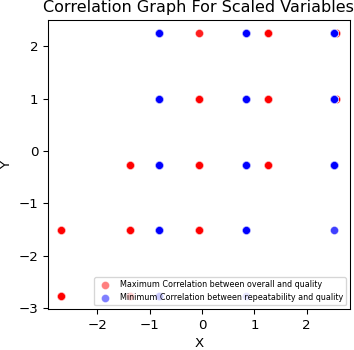 Correlation Graph For Scaled Variables
Y
2
1
0
−1
−2
−3
Maximum Correlation between overall and quality
Minimum Correlation between repeatability and quality
−2 −1 0 1 2
X